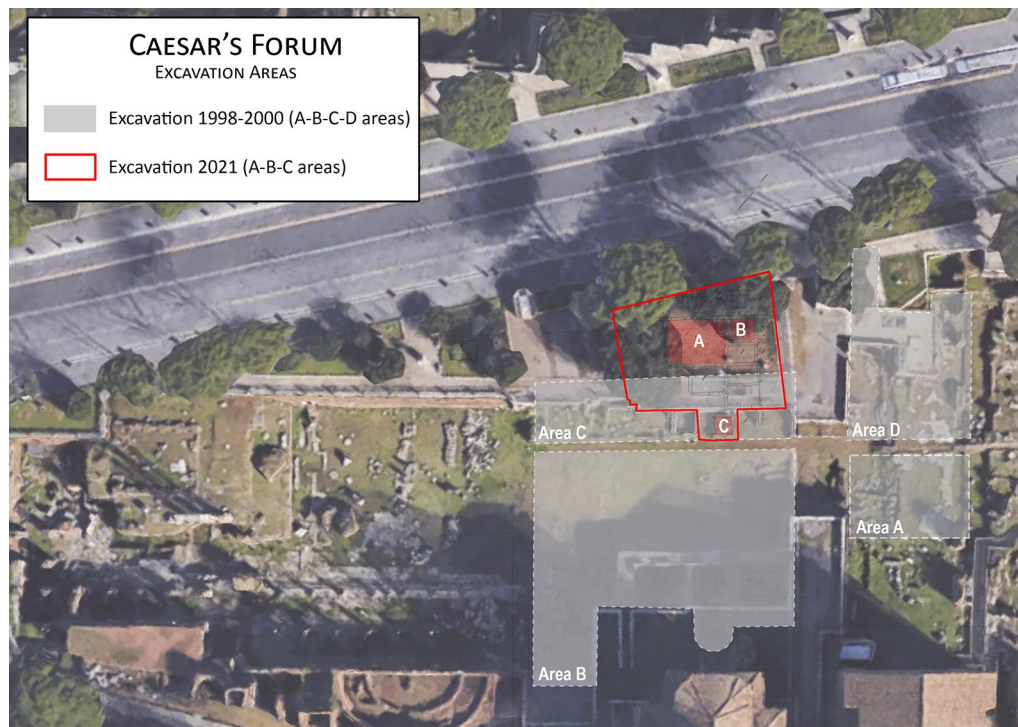 CAESAR'S FORUM
EXCAVATION AREAS
Excavation 1998-2000 (A-B-C-D areas)
Excavation 2021 (A-B-C areas)
A
B
C
Area C
Area D
Area A
Area B